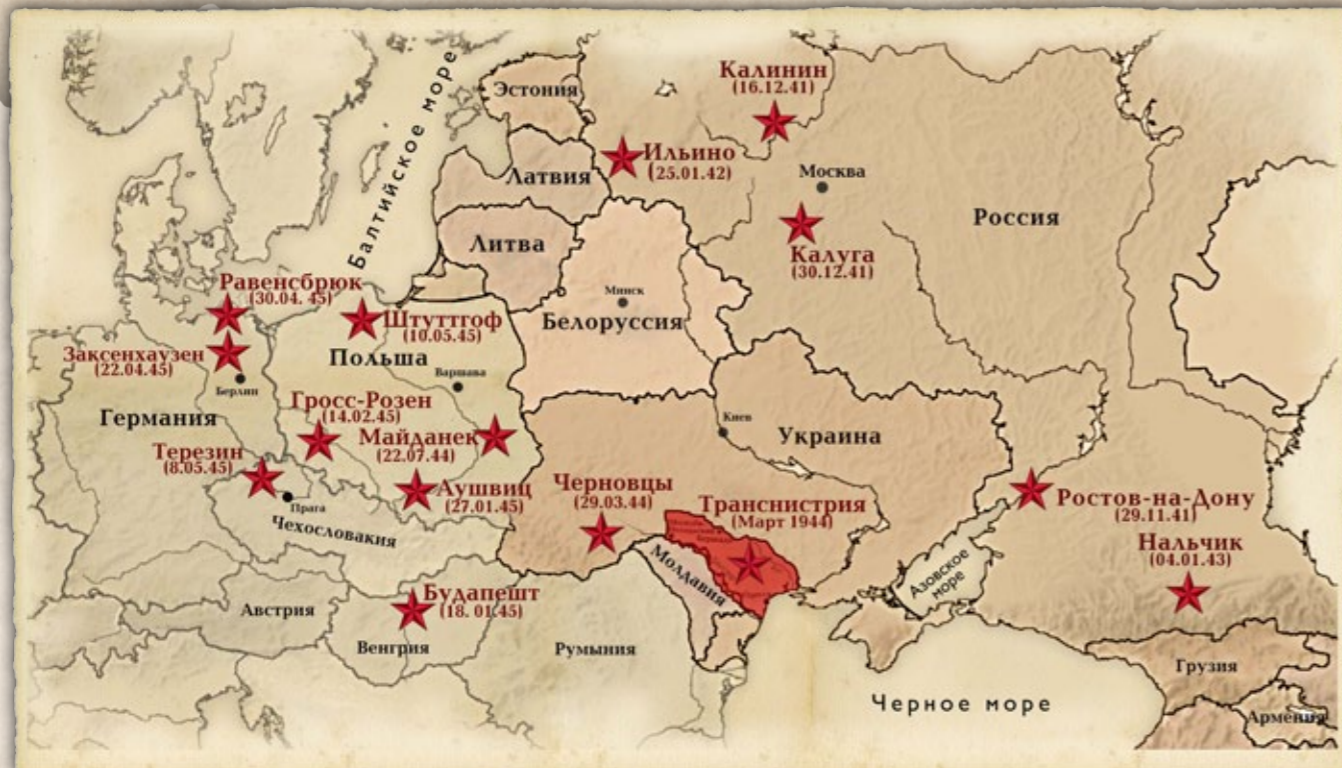 Калинин
(16.12.41)
Эстония
Балтийское море
Ильино
(25.01.42)
Латвия
Москва
Россия
Литва
Калуга
(30.12.41)
Равенсбрюк
(30.04. 45)
Минск
Белоруссия
Штуттгоф
(10.05.45)
Польша
Заксенхаузен
(22.04.45)
Варшава
Берлин
Гросс-Розен
(14.02.45)
Германия
Киев
Украина
Майданек
(22.07.44)
Терезин
(8.05.45)
Аушвиц
(27.01.45)
Черновцы
(29.03.44)
Транснистрия
(Март 1944)
Ростов-на-Дону
(29.11.41)
Прага
Чехословакия
Нальчик
(04.01.43)
Молдавия
Азовское
море
Будапешт
(18. 01.45)
Австрия
Венгрия
Румыния
Грузия
Черное море
Армения